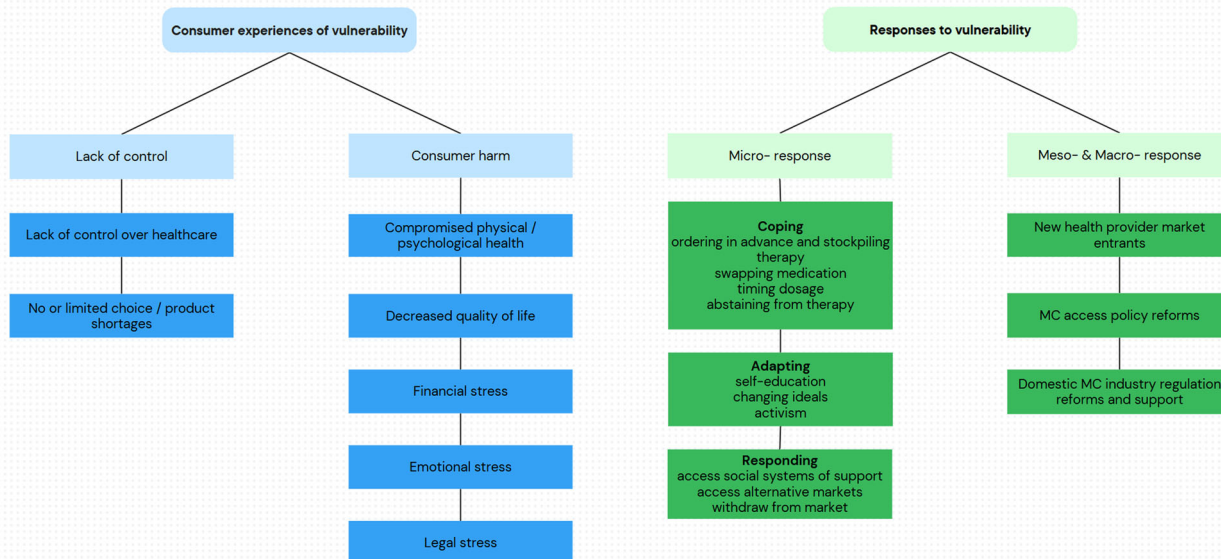 Consumer experiences of vulnerability
Lack of control
Lack of control over healthcare
No or limited choice / product
shortages
Consumer harm
Compromised physical /
psychological health
Decreased quality of life
Financial stress
Emotional stress
Legal stress
Responses to vulnerability
Micro- response
Coping
ordering in advance and stockpiling
therapy
swapping medication
timing dosage
abstaining from therapy
Adapting
self-education
changing ideals
activism
Responding
access social systems of support
access alternative markets
withdraw from market
Meso- & Macro- response
New health provider market
entrants
MC access policy reforms
Domestic MC industry regulation
reforms and support